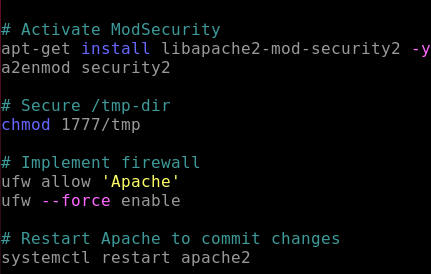 # Activate ModSecurity
apt-get install libapache2-mod-security2 -y
a2enmod security2
# Secure /tmp-dir
chmod 1777/tmp
# Implement firewall
ufw allow 'Apache'
ufw --force enable
# Restart Apache to commit changes
systemctl restart apache2